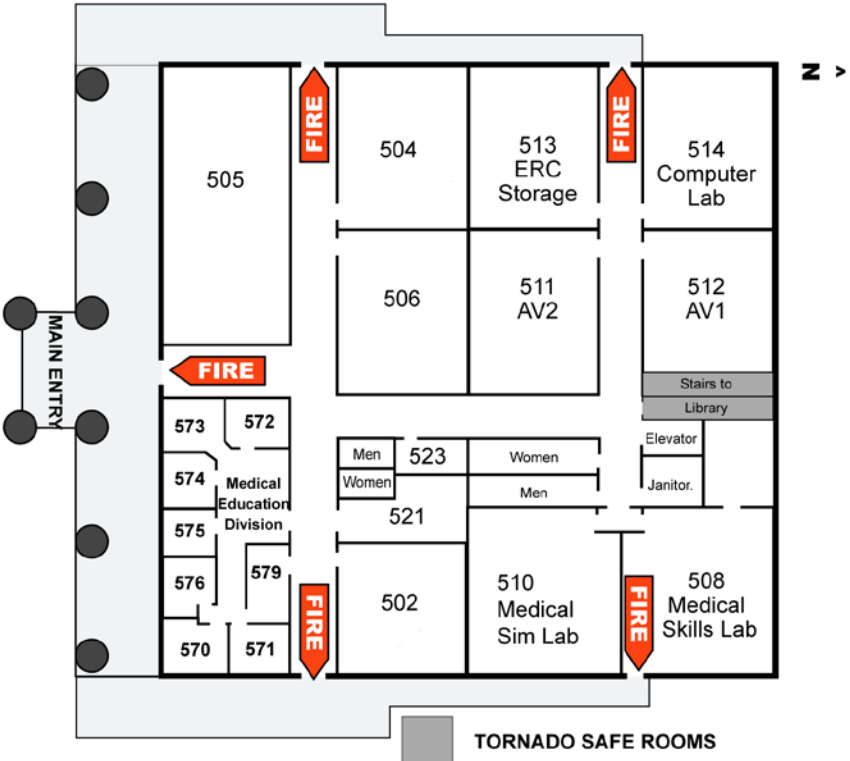 N >
FIRE
FIRE
505
504
513
ERC
Storage
514
Computer
Lab
506
511
AV2
512
AV1
MAIN ENTRY
FIRE
Stairs to
Library
573
572
574
Medical
Education
Division
575
576
579
570
571
Men
523
Women
Women
Men
521
Elevator
Janitor.
502
510
Medical
Sim Lab
508
Medical
Skills Lab
FIRE
FIRE
TORNADO SAFE ROOMS